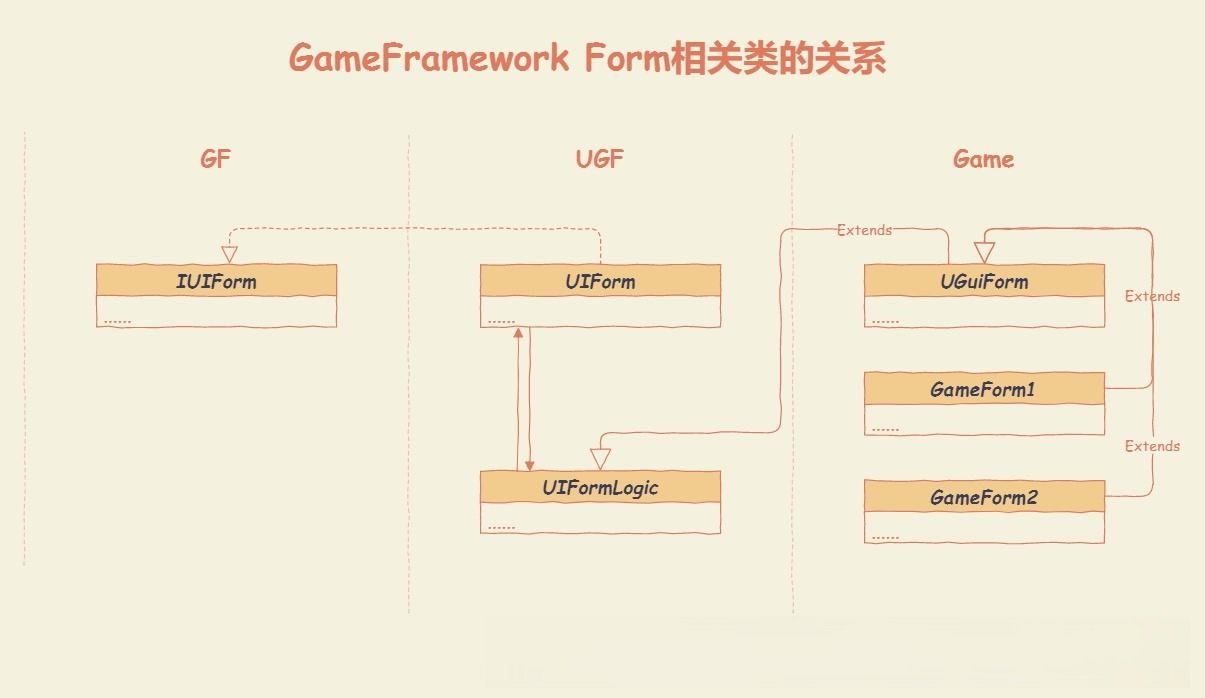 GameFramework Form相关类的关系
GF
UGF
Game
Extends
IUIForm
......
UIForm
......
UGuiForm
......
Extends
GameForm1
......
Extends
UIFormLogic
......
GameForm2
......